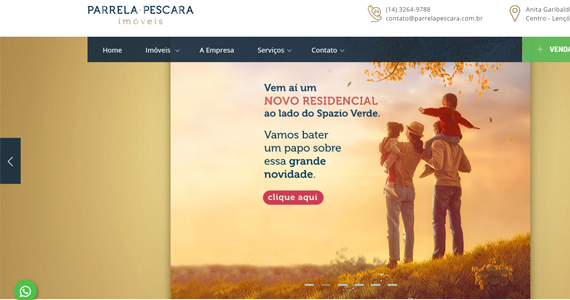 PARRELA · PESCARA
imóveis
(14) 3264-9788
contato@parrelapescara.com.br
Anita Garibald
Centro - Lençó
Home
Imóveis
A Empresa
Serviços
Contato
VENDA
Vem aí um
NOVO RESIDENCIAL
ao lado do Spazio Verde.
Vamos bater
um papo sobre
essa grande
novidade.
clique aqui